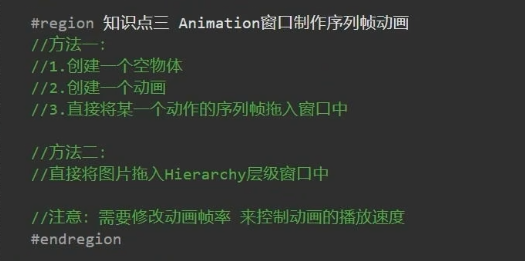 #region 知识点三 Animation窗口制作序列帧动画
//方法一:
//1.创建一个空物体
//2.创建一个动画
//3.直接将某一个动作的序列帧拖入窗口中
//方法二:
//直接将图片拖入Hierarchy层级窗口中
//注意: 需要修改动画帧率 来控制动画的播放速度
#endregion